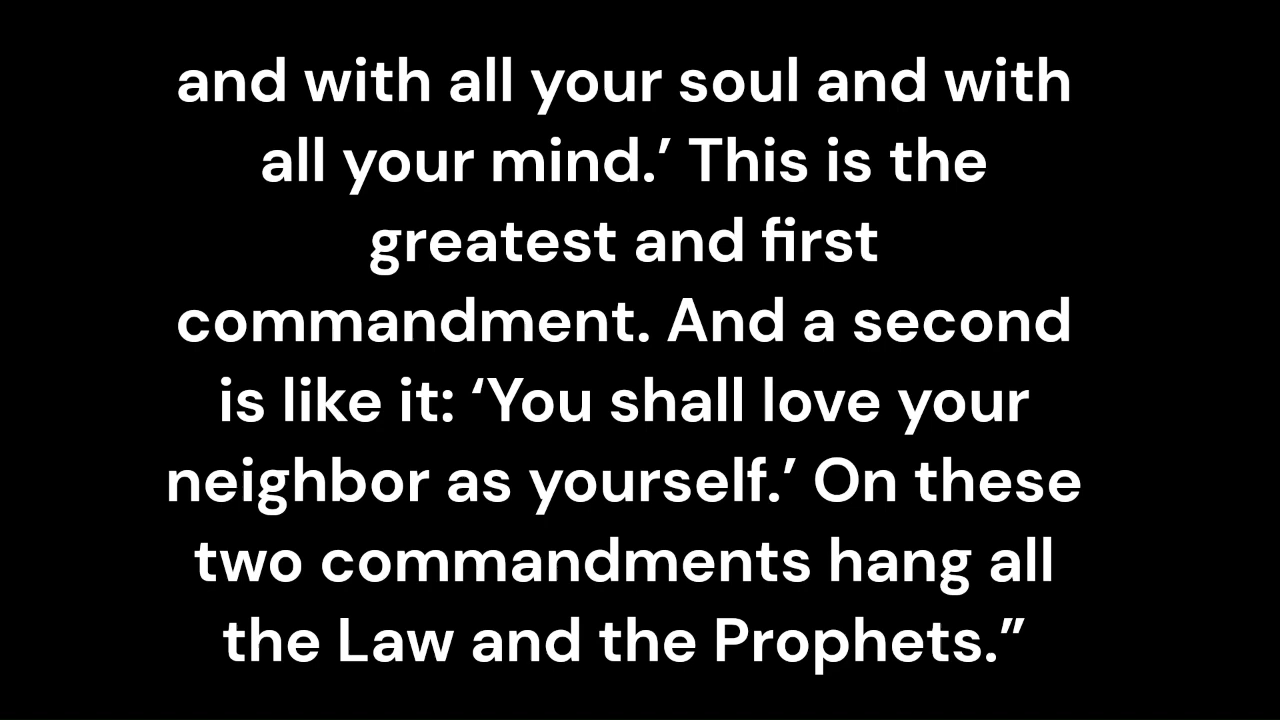 and with all your soul and with
all your mind.’ This is the
greatest and first
commandment. And a second
is like it: ‘You shall love your
neighbor as yourself.’ On these
two commandments hang all
the Law and the Prophets.”